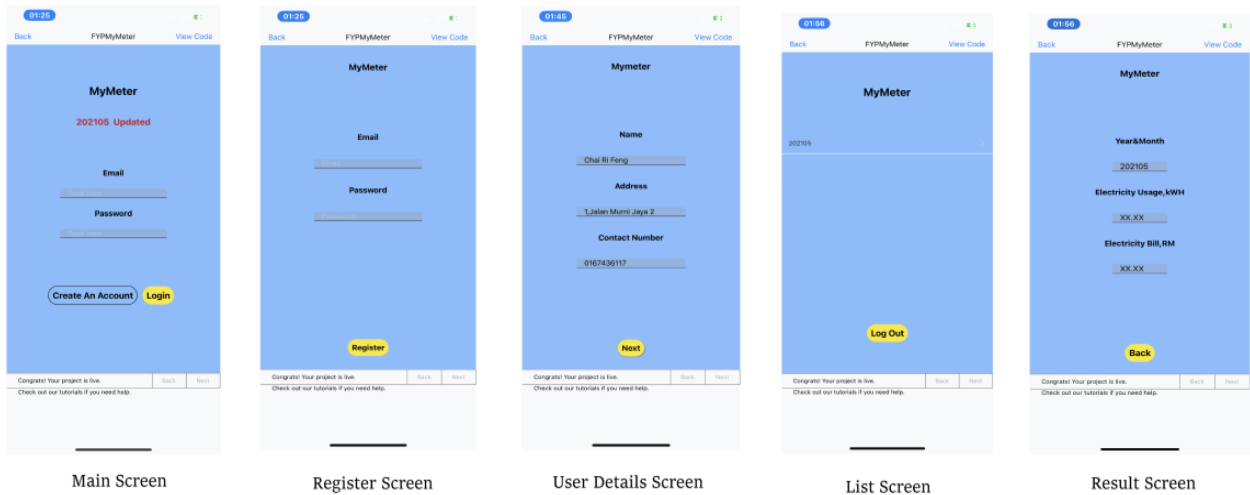 01:25
Back FYPMyMeter View Code
MyMeter
202105 Updated
Email
Type here
Password
Type here
Create An Account Login
Congrats! Your project is live. Back Next
Check out our tutorials if you need help.
Main Screen
01:25
Back FYPMyMeter View Code
MyMeter
Email
Email
Password
Password
Register
Congrats! Your project is live. Back Next
Check out our tutorials if you need help.
Register Screen
01:45
Back FYPMyMeter View Code
Mymeter
Name
Chai Ri Feng
Address
1,Jalan Murni Jaya 2
Contact Number
0167436117
Next
Congrats! Your project is live. Back Next
Check out our tutorials if you need help.
User Details Screen
01:56
Back FYPMyMeter View Code
MyMeter
202105
Log Out
Congrats! Your project is live. Back Next
Check out our tutorials if you need help.
List Screen
01:56
Back FYPMyMeter View Code
MyMeter
Year&Month
202105
Electricity Usage,kWH
XX.XX
Electricity Bill,RM
XX.XX
Back
Congrats! Your project is live. Back Next
Check out our tutorials if you need help.
Result Screen